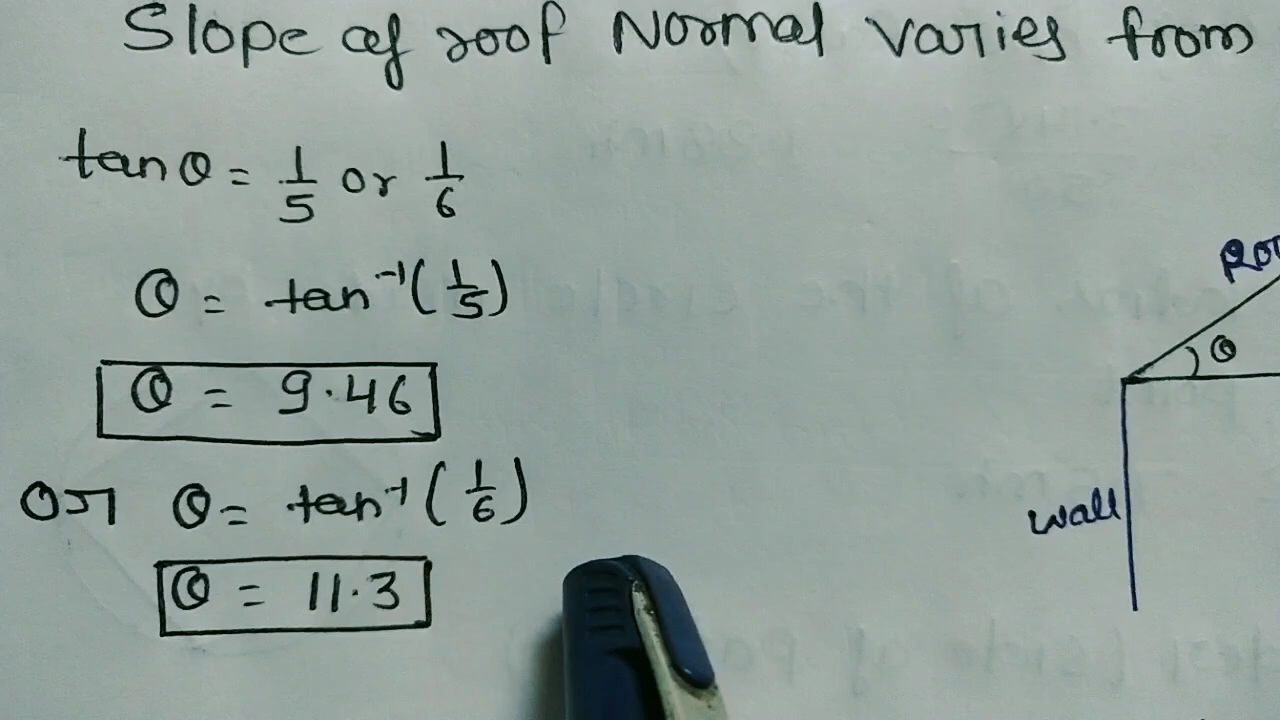 Slope of roof Normal varies from
tan θ = 1/5 or 1/6
θ = tan⁻¹(1/5)
θ = 9.46
or θ = tan⁻¹(1/6)
θ = 11.3
θ
wall